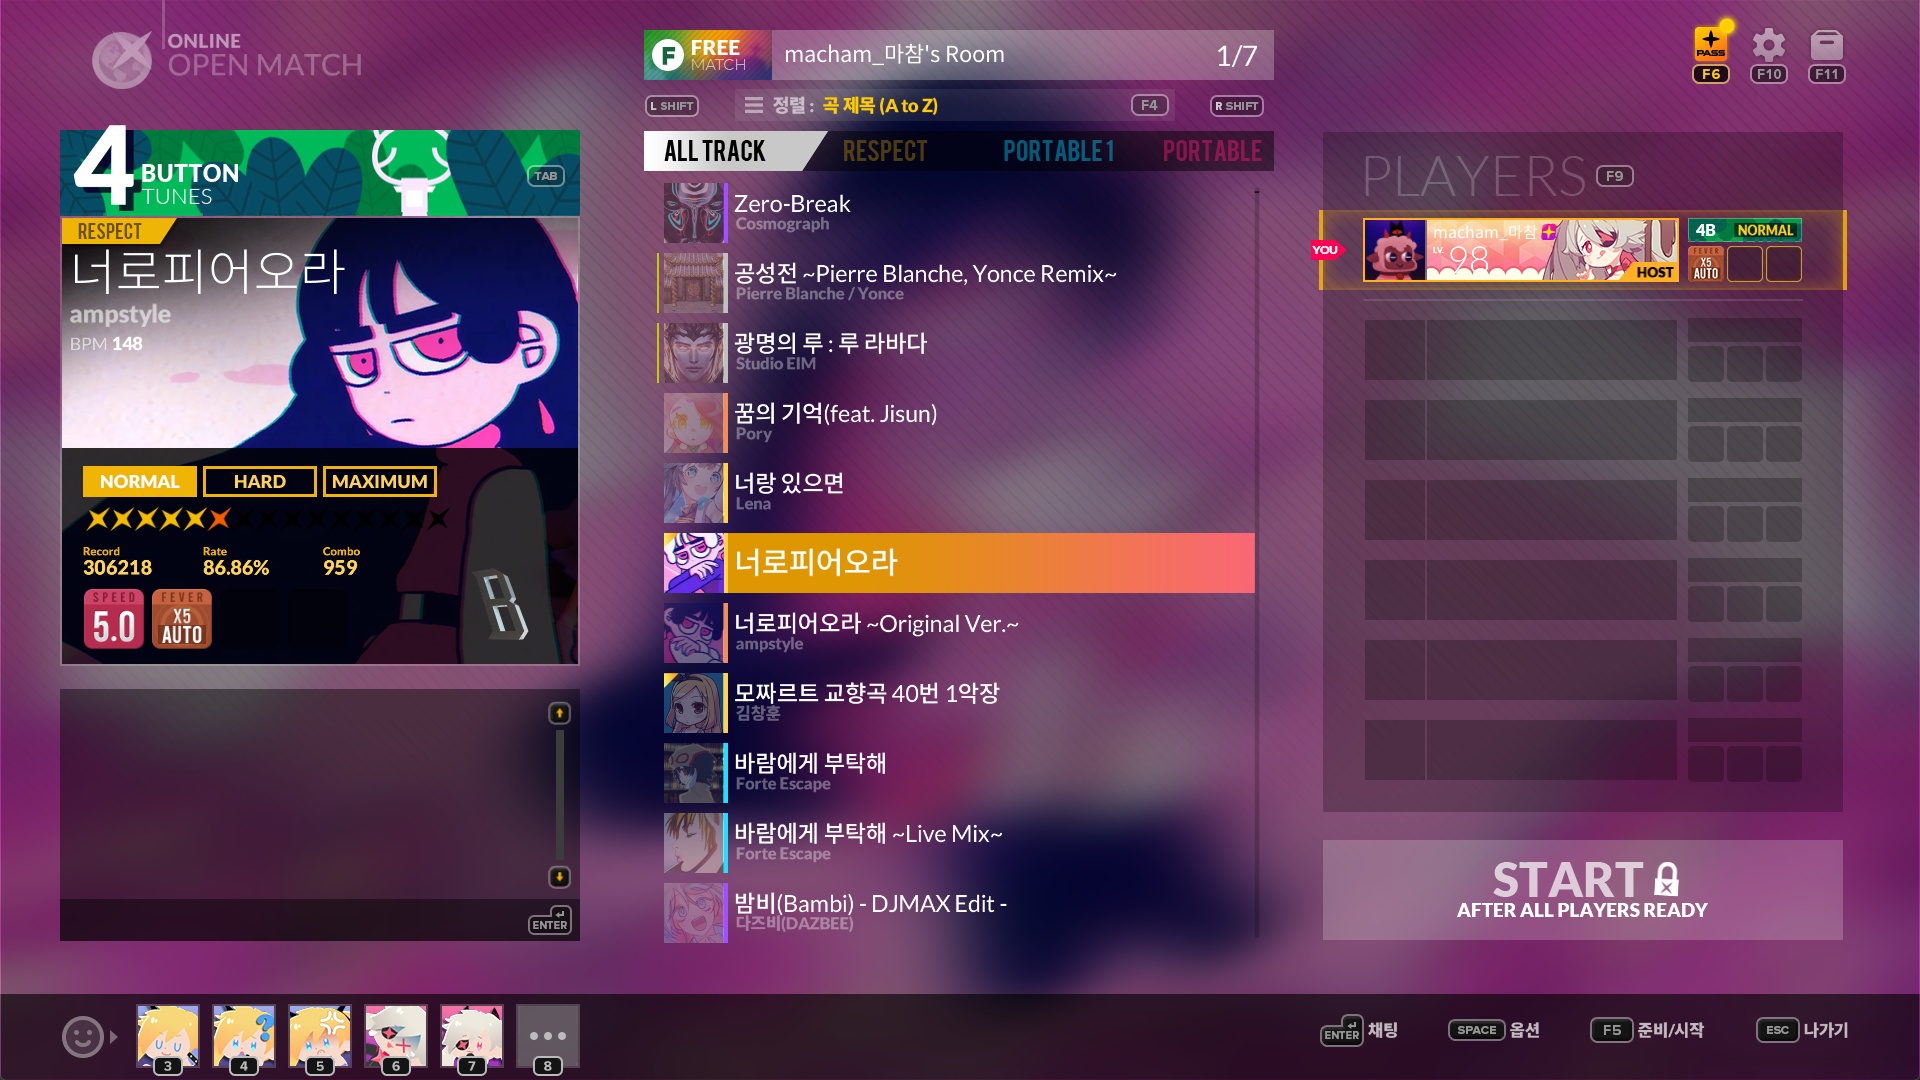 ONLINE
OPEN MATCH
F FREE MATCH
macham_마참's Room
1/7
PASS
F6
F10
F11
L SHIFT
정렬 : 곡 제목 (A to Z)
F4
R SHIFT
ALL TRACK
RESPECT
PORTABLE 1
PORTABLE
4 BUTTON TUNES
TAB
RESPECT
너로피어오라
ampstyle
BPM 148
NORMAL
HARD
MAXIMUM
Record
306218
Rate
86.86%
Combo
959
SPEED
5.0
FEVER
X5
AUTO
B
ENTER
Zero-Break
Cosmograph
공성전 ~Pierre Blanche, Yonce Remix~
Pierre Blanche / Yonce
광명의 루 : 루 라바다
Studio EIM
꿈의 기억(feat. Jisun)
Pory
너랑 있으면
Lena
너로피어오라
너로피어오라 ~Original Ver.~
ampstyle
모짜르트 교향곡 40번 1악장
김창훈
바람에게 부탁해
Forte Escape
바람에게 부탁해 ~Live Mix~
Forte Escape
밤비(Bambi) - DJMAX Edit -
다즈비(DAZBEE)
PLAYERS
F9
YOU
macham_마참
LV. 98
HOST
4B NORMAL
FEVER
X5
AUTO
START
AFTER ALL PLAYERS READY
3
4
5
6
7
8
ENTER 채팅
SPACE 옵션
F5 준비/시작
ESC 나가기